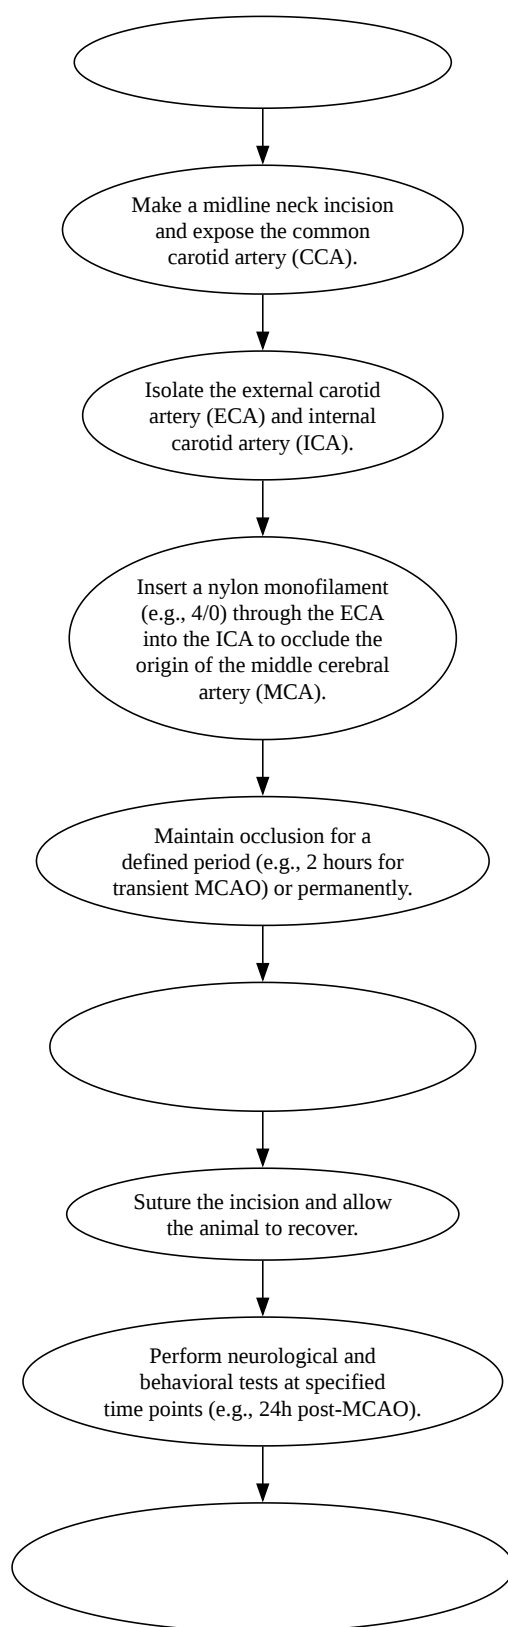 Make a midline neck incision
and expose the common
carotid artery (CCA).
Isolate the external carotid
artery (ECA) and internal
carotid artery (ICA).
Insert a nylon monofilament
(e.g., 4/0) through the ECA
into the ICA to occlude the
origin of the middle cerebral
artery (MCA).
Maintain occlusion for a
defined period (e.g., 2 hours for
transient MCAO) or permanently.
Suture the incision and allow
the animal to recover.
Perform neurological and
behavioral tests at specified
time points (e.g., 24h post-MCAO).